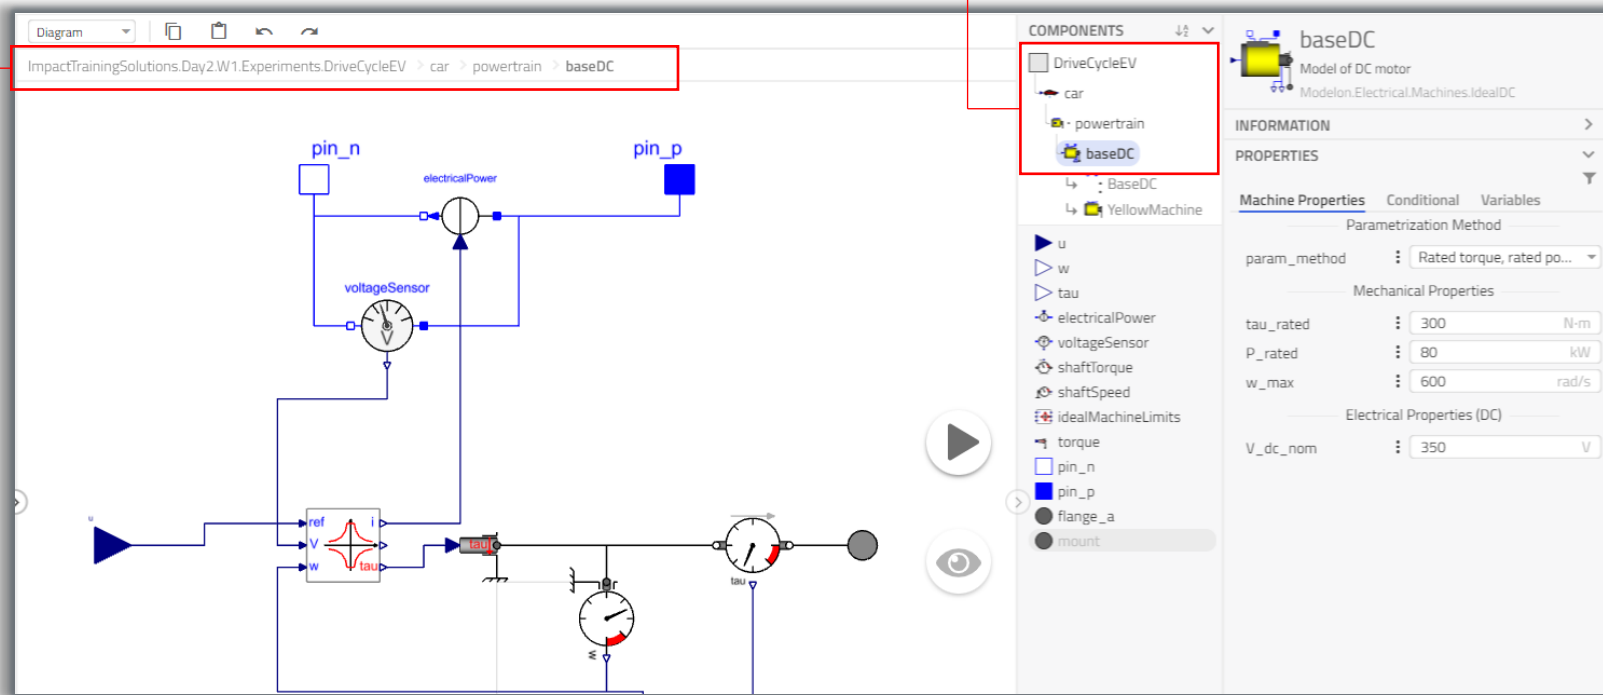 Diagram
ImpactTrainingSolutions.Day2.W1.Experiments.DriveCycleEV > car > powertrain > baseDC
pin_n
pin_p
electricalPower
voltageSensor
V
u
ref
i
V
w
tau
tau
tau
w
COMPONENTS
DriveCycleEV
car
powertrain
baseDC
BaseDC
YellowMachine
u
w
tau
electricalPower
voltageSensor
shaftTorque
shaftSpeed
idealMachineLimits
torque
pin_n
pin_p
flange_a
mount
baseDC
Model of DC motor
Modelon.Electrical.Machines.IdealDC
INFORMATION
PROPERTIES
Machine Properties Conditional Variables
Parametrization Method
param_method Rated torque, rated po...
Mechanical Properties
tau_rated 300 N·m
P_rated 80 kW
w_max 600 rad/s
Electrical Properties (DC)
V_dc_nom 350 V